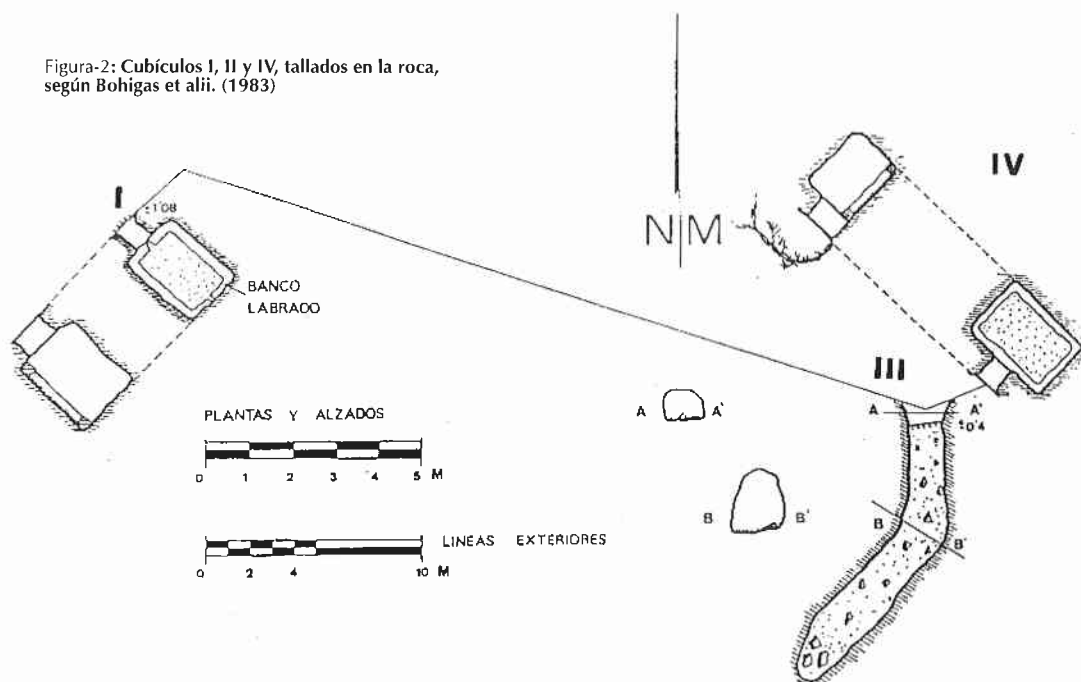 Figura-2: Cubículos I, II y IV, tallados en la roca,
según Bohigas et alii. (1983)
I
±1'08
BANCO
LABRADO
N M
IV
III
A A'
±0'4
A A'
B B'
B B'
PLANTAS Y ALZADOS
0 1 2 3 4 5 M
LINEAS EXTERIORES
0 2 4 10 M